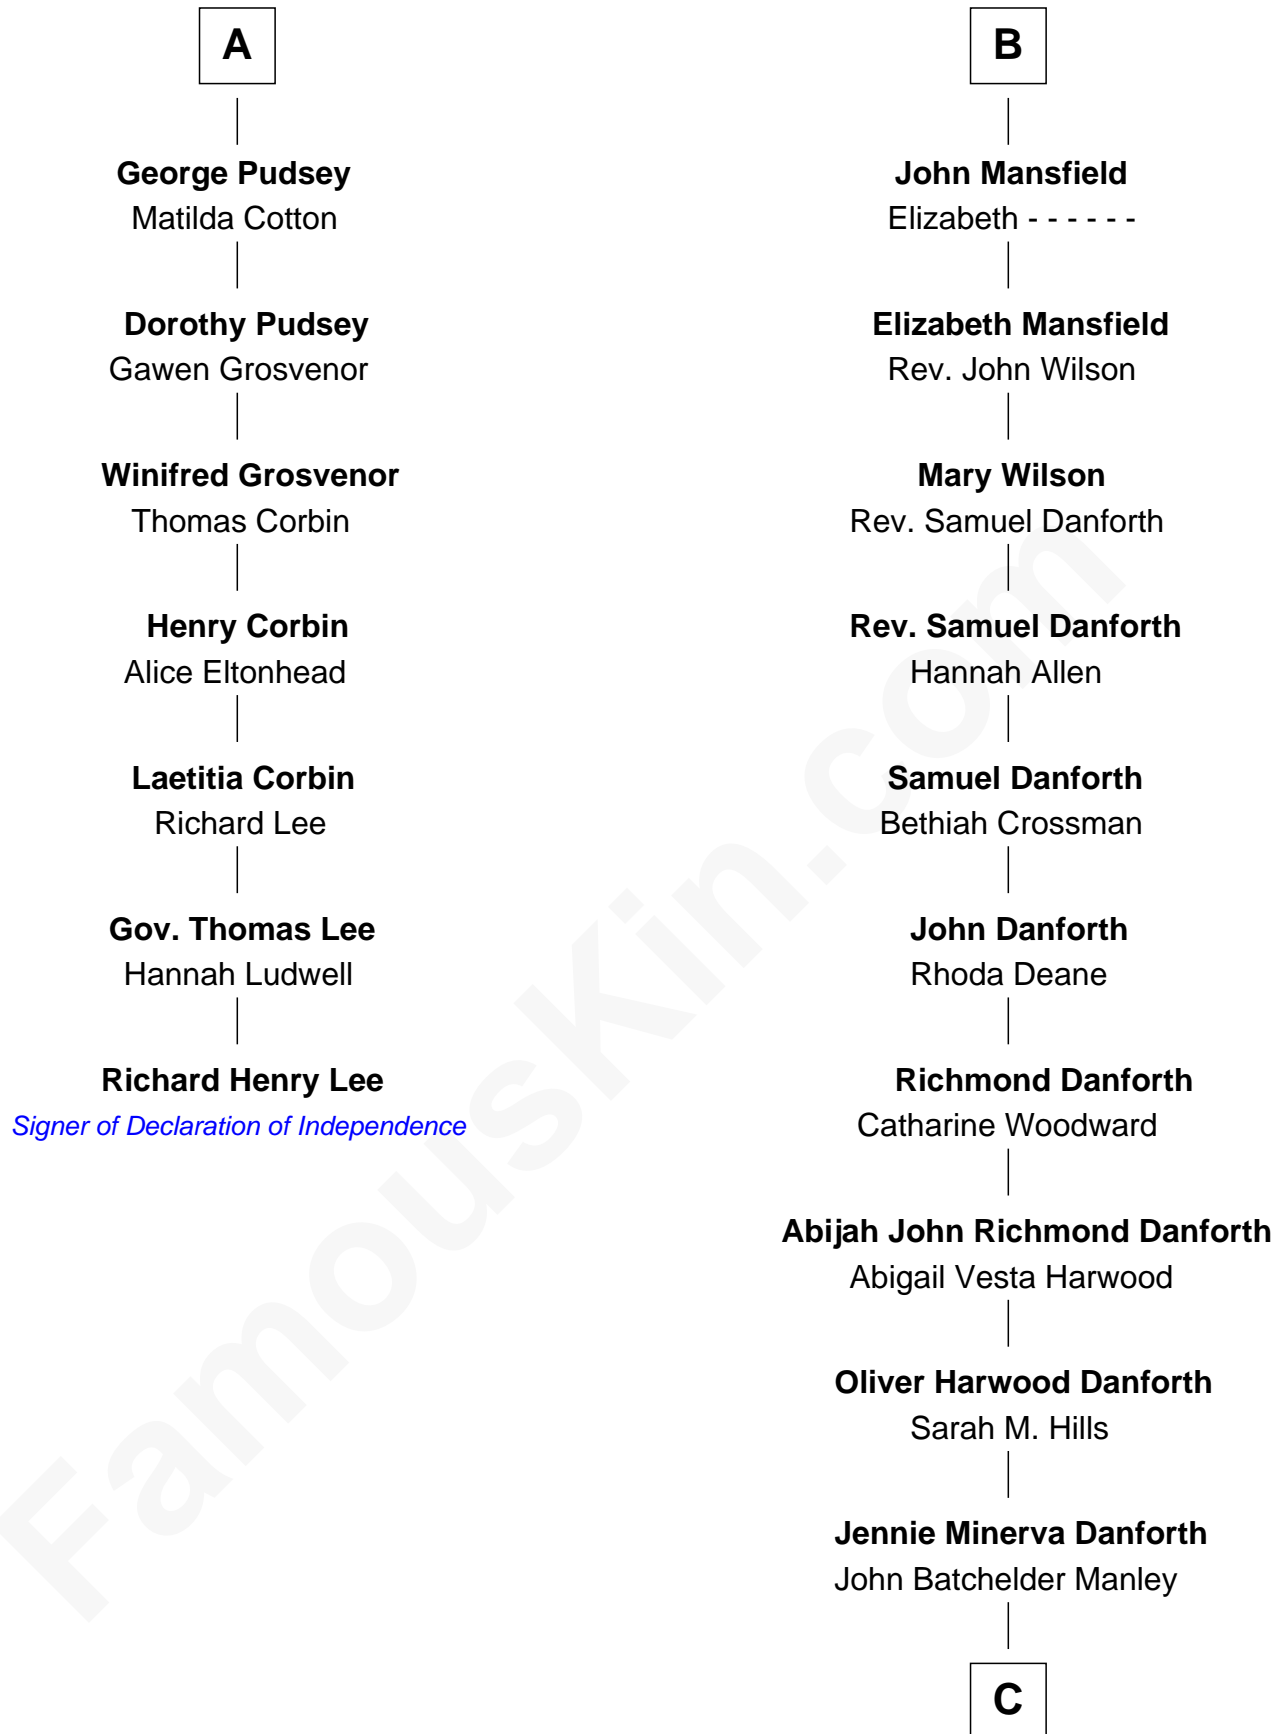 A
George Pudsey
Matilda Cotton
Dorothy Pudsey
Gawen Grosvenor
Winifred Grosvenor
Thomas Corbin
Henry Corbin
Alice Eltonhead
Laetitia Corbin
Richard Lee
Gov. Thomas Lee
Hannah Ludwell
Richard Henry Lee
Signer of Declaration of Independence
B
John Mansfield
Elizabeth - - - - - -
Elizabeth Mansfield
Rev. John Wilson
Mary Wilson
Rev. Samuel Danforth
Rev. Samuel Danforth
Hannah Allen
Samuel Danforth
Bethiah Crossman
John Danforth
Rhoda Deane
Richmond Danforth
Catharine Woodward
Abijah John Richmond Danforth
Abigail Vesta Harwood
Oliver Harwood Danforth
Sarah M. Hills
Jennie Minerva Danforth
John Batchelder Manley
C
FamousKin.com